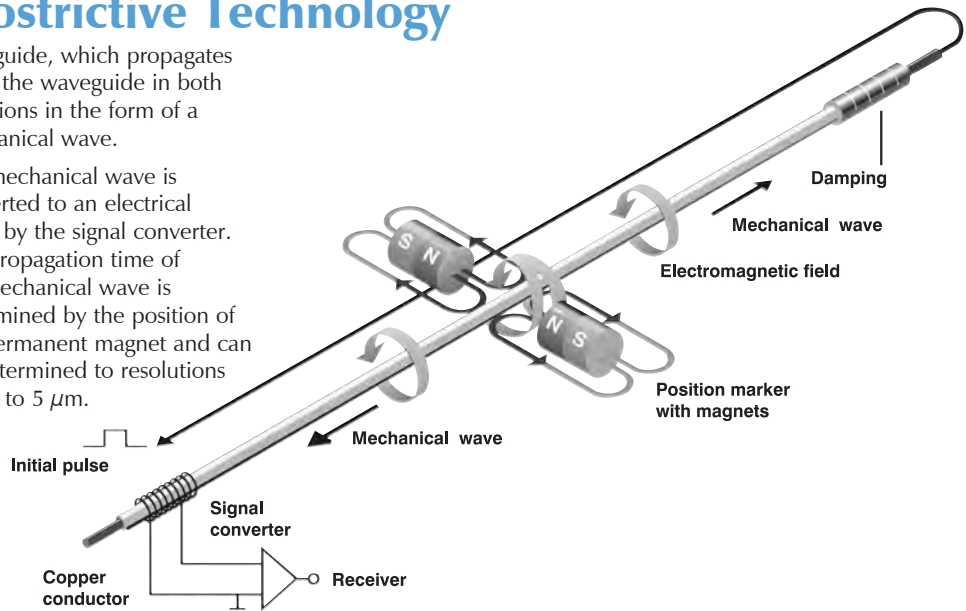 ostrictive Technology
guide, which propagates
the waveguide in both
ions in the form of a
anical wave.
mechanical wave is
erted to an electrical
by the signal converter.
ropagation time of
echanical wave is
mined by the position of
ermanent magnet and can
termined to resolutions
to 5 µm.
Damping
Mechanical wave
Electromagnetic field
S N
N S
Position marker
with magnets
Mechanical wave
Initial pulse
Signal
converter
Copper
conductor
Receiver